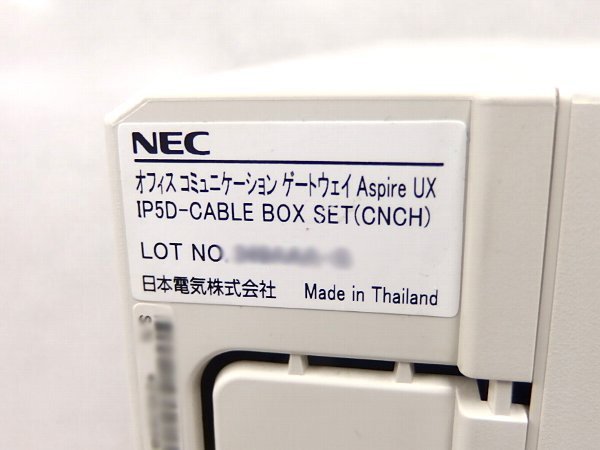 NEC
オフィス コミュニケーション ゲートウェイ Aspire UX
IP5D-CABLE BOX SET(CNCH)
LOT NO.
日本電気株式会社 Made in Thailand